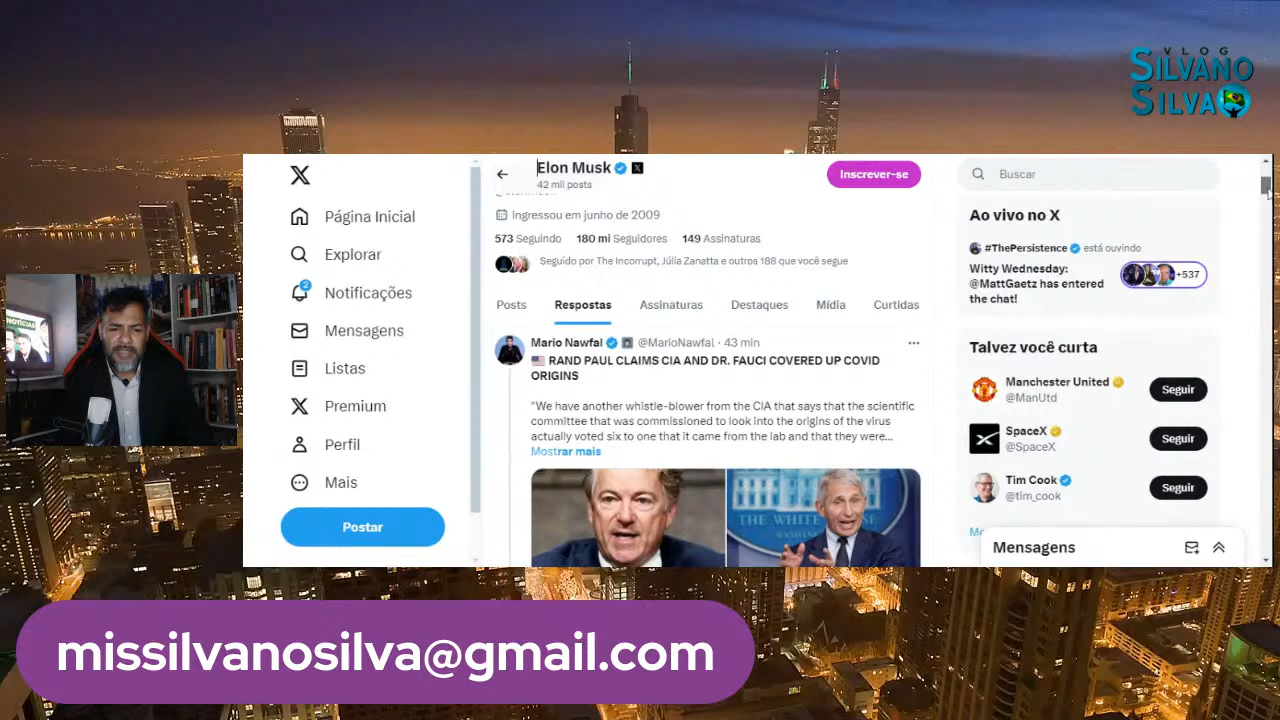 VLOG
SILVANO
SILVA
NOTÍCIAS
X
Página Inicial
Explorar
2
Notificações
Mensagens
Listas
Premium
Perfil
Mais
Postar
Elon Musk
42 mil posts
Inscrever-se
Ingressou em junho de 2009
573 Seguindo 180 mi Seguidores 149 Assinaturas
Seguido por The Incorrupt, Júlia Zanatta e outros 188 que você segue
Posts Respostas Assinaturas Destaques Mídia Curtidas
Mario Nawfal @MarioNawfal · 43 min
RAND PAUL CLAIMS CIA AND DR. FAUCI COVERED UP COVID
ORIGINS
"We have another whistle-blower from the CIA that says that the scientific
committee that was commissioned to look into the origins of the virus
actually voted six to one that it came from the lab and that they were...
Mostrar mais
THE WHITE HOUSE
WASHINGTON
Buscar
Ao vivo no X
#ThePersistence está ouvindo
Witty Wednesday:
@MattGaetz has entered
the chat!
+537
Talvez você curta
Manchester United
@ManUtd
Seguir
SpaceX
@SpaceX
Seguir
Tim Cook
@tim_cook
Seguir
Mensagens
missilvanosilva@gmail.com